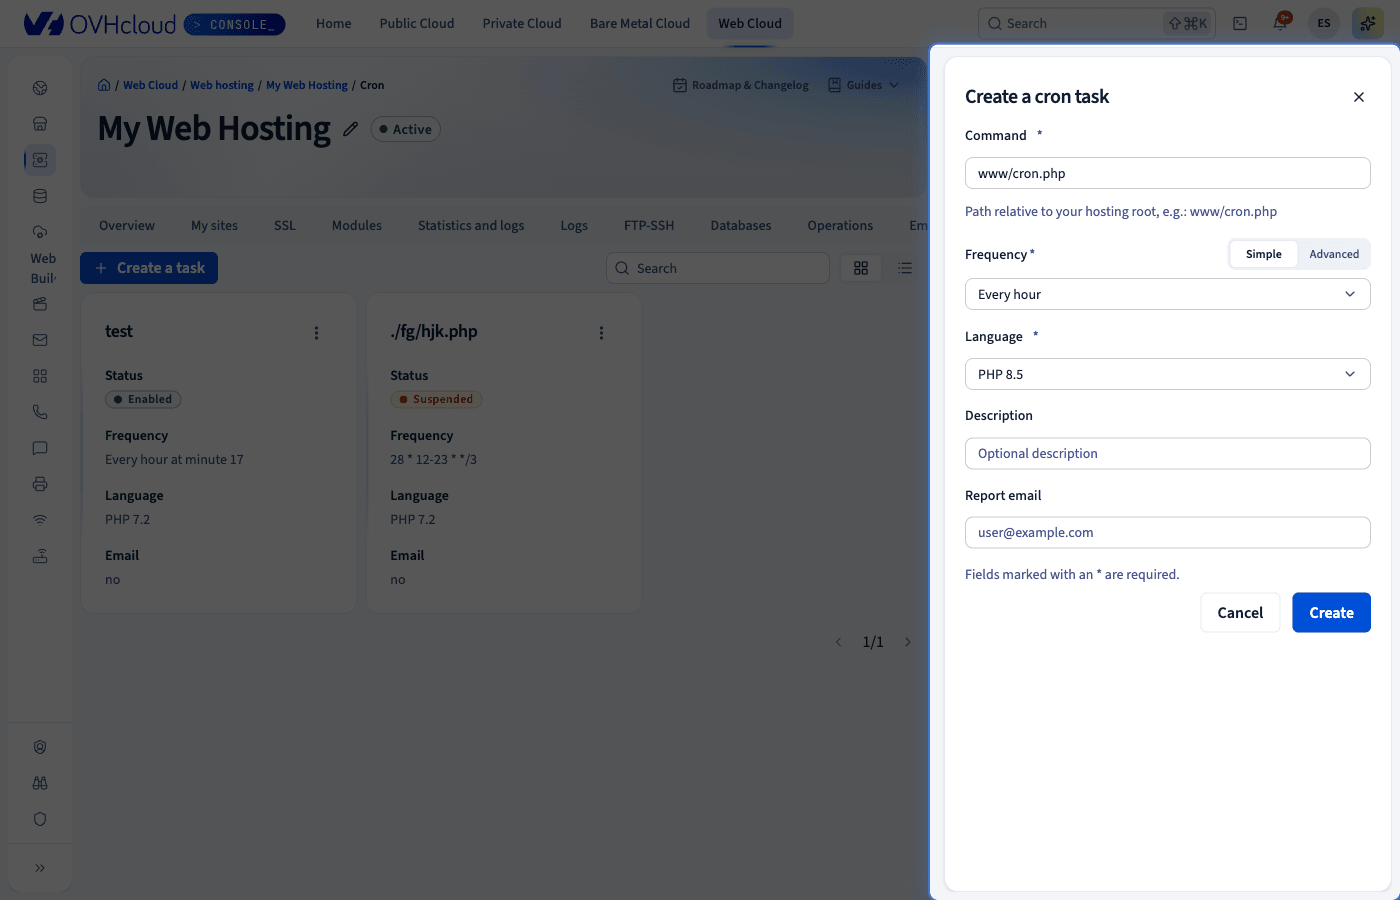 OVHcloud
> CONSOLE_
Home
Public Cloud
Private Cloud
Bare Metal Cloud
Web Cloud
Search
⇧⌘K
9+
ES
/ Web Cloud / Web hosting / My Web Hosting / Cron
Roadmap & Changelog
Guides
My Web Hosting
Active
Overview
My sites
SSL
Modules
Statistics and logs
Logs
FTP-SSH
Databases
Operations
Em
Web
Buil
+ Create a task
Search
test
Status
Enabled
Frequency
Every hour at minute 17
Language
PHP 7.2
Email
no
./fg/hjk.php
Status
Suspended
Frequency
28 * 12-23 * */3
Language
PHP 7.2
Email
no
1/1
Create a cron task
Command *
www/cron.php
Path relative to your hosting root, e.g.: www/cron.php
Frequency *
Simple
Advanced
Every hour
Language *
PHP 8.5
Description
Optional description
Report email
user@example.com
Fields marked with an * are required.
Cancel
Create